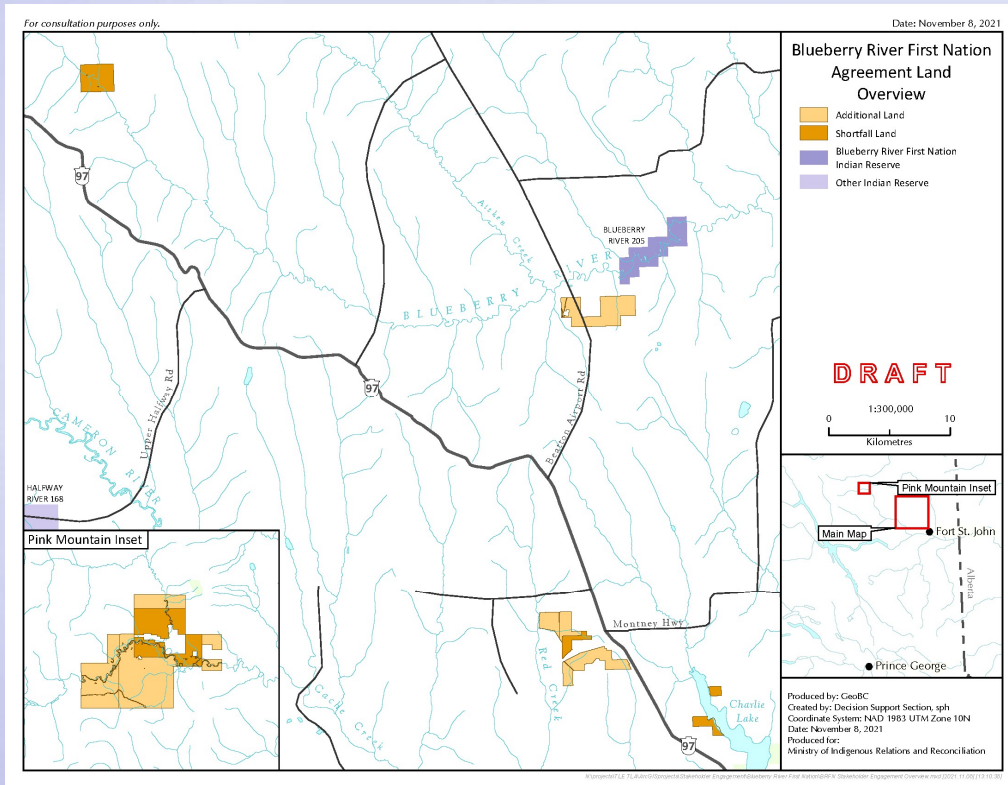 For consultation purposes only.
Date: November 8, 2021
Blueberry River First Nation
Agreement Land
Overview
Additional Land
Shortfall Land
Blueberry River First Nation
Indian Reserve
Other Indian Reserve
DRAFT
1:300,000
0 10
Kilometres
97
Aitken Creek
BLUEBERRY
RIVER 205
BLUEBERRY RIVER
97
Upper Halfway Rd
Beatton Airport Rd
CAMERON RIVER
HALFWAY
RIVER 168
Pink Mountain Inset
Montney Hwy
Red Creek
Cache Creek
Charlie
Lake
97
Pink Mountain Inset
Main Map
Fort St. John
Alberta
Prince George
Produced by: GeoBC
Created by: Decision Support Section, sph
Coordinate System: NAD 1983 UTM Zone 10N
Date: November 8, 2021
Produced for:
Ministry of Indigenous Relations and Reconciliation